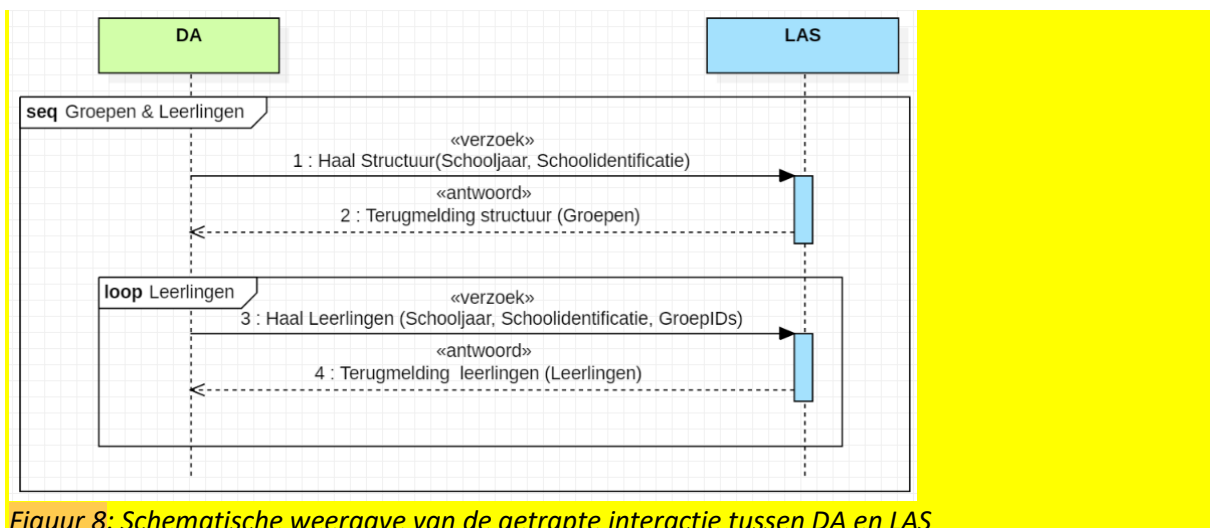 DA
LAS
seq Groepen & Leerlingen
«verzoek»
1 : Haal Structuur(Schooljaar, Schoolidentificatie)
«antwoord»
2 : Terugmelding structuur (Groepen)
loop Leerlingen
«verzoek»
3 : Haal Leerlingen (Schooljaar, Schoolidentificatie, GroepIDs)
«antwoord»
4 : Terugmelding leerlingen (Leerlingen)
Figuur 8: Schematische weergave van de getrapte interactie tussen DA en LAS